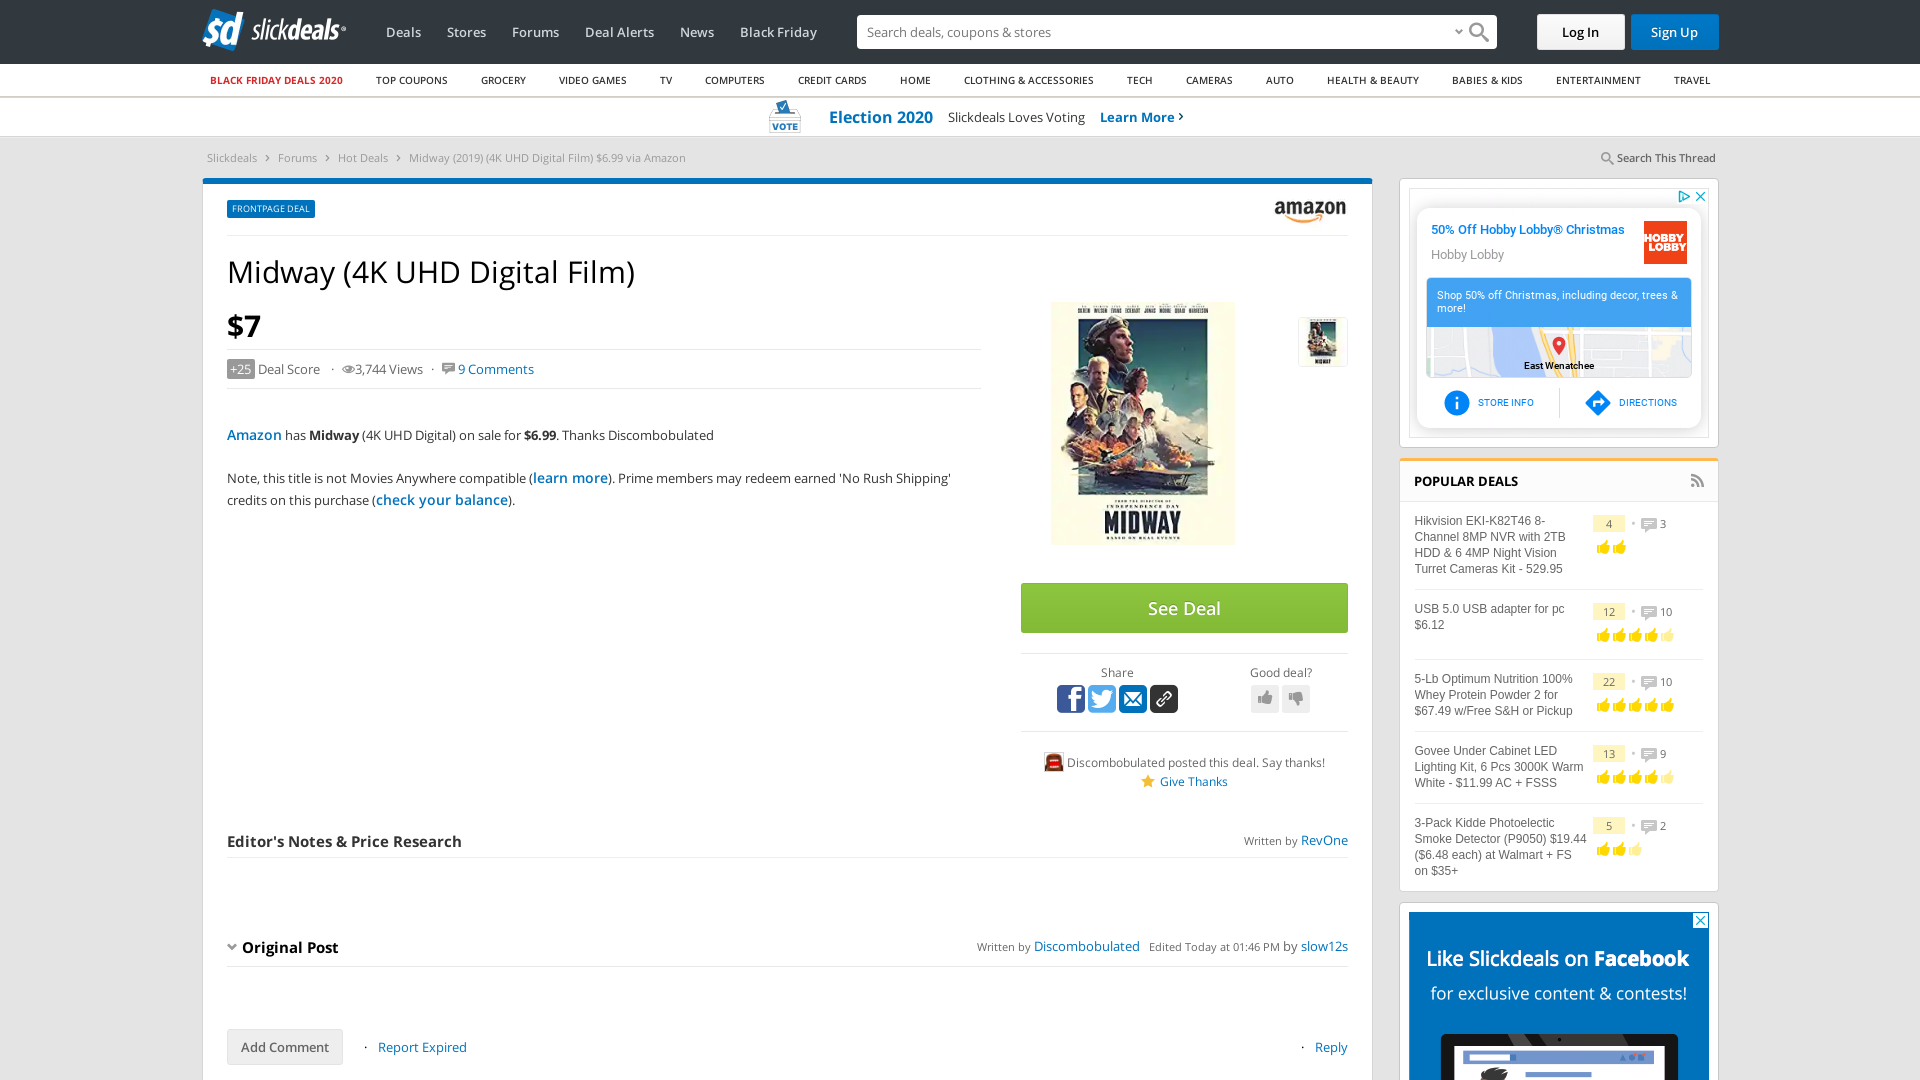 sd slickdeals
Deals Stores Forums Deal Alerts News Black Friday
Search deals, coupons & shopping
Log In
Sign Up
BLACK FRIDAY DEALS 2020 TOP COUPONS GROCERY VIDEO GAMES TV COMPUTERS CREDIT CARDS HOME CLOTHING & ACCESSORIES TECH CAMERAS AUTO HEALTH & BEAUTY BABIES & KIDS ENTERTAINMENT TRAVEL
VOTE
Election 2020 Slickdeals Loves Voting Learn More
Slickdeals Forums Hot Deals Midway (2019) (4K UHD Digital Film) $6.99 via Amazon
Search This Thread
FRONTPAGE DEAL
amazon
Midway (4K UHD Digital Film)
$7
+25 Deal Score · 3,744 Views · 9 Comments
Amazon has Midway (4K UHD Digital) on sale for $6.99. Thanks Discombobulated
Note, this title is not Movies Anywhere compatible (learn more). Prime members may redeem earned 'No Rush Shipping'
credits on this purchase (check your balance).
FROM THE DIRECTOR OF
INDEPENDENCE DAY
MIDWAY
BASED ON REAL EVENTS
MIDWAY
See Deal
Share
Good deal?
Discombobulated posted this deal. Say thanks!
Give Thanks
Editor's Notes & Price Research
Written by RevOne
Original Post
Written by Discombobulated Edited Today at 01:46 PM by slow12s
Add Comment · Report Expired
· Reply
50% Off Hobby Lobby® Christmas
Hobby Lobby
HOBBY
LOBBY
Shop 50% off Christmas, including decor, trees &
more!
East Wenatchee
STORE INFO
DIRECTIONS
POPULAR DEALS
Hikvision EKI-K82T46 8-
Channel 8MP NVR with 2TB
HDD & 6 4MP Night Vision
Turret Cameras Kit - 529.95
4 • 3
USB 5.0 USB adapter for pc
$6.12
12 • 10
5-Lb Optimum Nutrition 100%
Whey Protein Powder 2 for
$67.49 w/Free S&H or Pickup
22 • 10
Govee Under Cabinet LED
Lighting Kit, 6 Pcs 3000K Warm
White - $11.99 AC + FSSS
13 • 9
3-Pack Kidde Photoelectic
Smoke Detector (P9050) $19.44
($6.48 each) at Walmart + FS
on $35+
5 • 2
Like Slickdeals on Facebook
for exclusive content & contests!